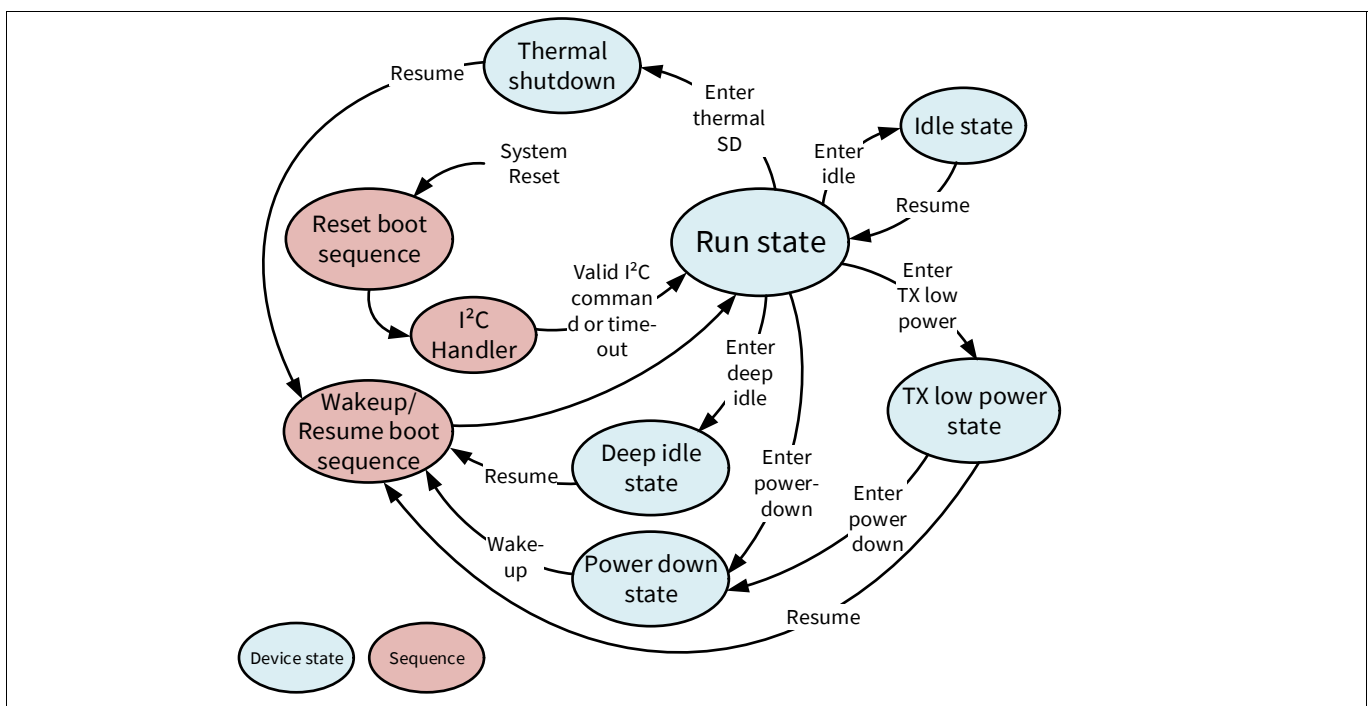 Thermal
shutdown
Resume
Enter
thermal
SD
Idle state
Enter
idle
System
Reset
Resume
Reset boot
sequence
Run state
Valid I²C
comman
d or time-
out
Enter
TX low
power
I²C
Handler
Enter
deep
idle
TX low power
state
Wakeup/
Resume boot
sequence
Deep idle
state
Resume
Enter
power-
down
Enter
power
down
Wake-
up
Power down
state
Resume
Device state
Sequence